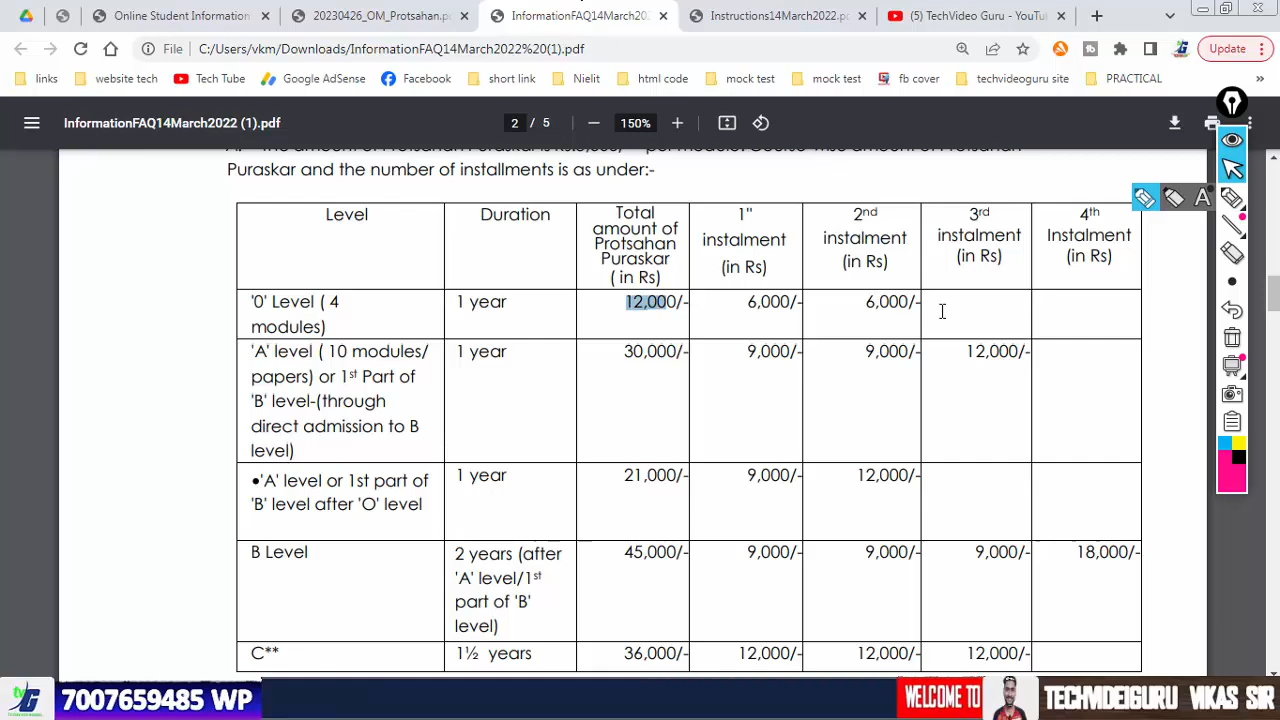 Online Student Information
20230426_OM_Protsahan.pd
InformationFAQ14March202
Instructions14March2022.pd
(5) TechVideo Guru - YouTu
File C:/Users/vkm/Downloads/InformationFAQ14March2022%20(1).pdf
Update
links
website tech
Tech Tube
Google AdSense
Facebook
short link
Nielit
html code
mock test
mock test
fb cover
techvideoguru site
PRACTICAL
InformationFAQ14March2022 (1).pdf
2 / 5
150%
Puraskar and the number of installments is as under:-
Level Duration Total amount of Protsahan Puraskar ( in Rs) 1" instalment (in Rs) 2nd instalment (in Rs) 3rd instalment (in Rs) 4th Instalment (in Rs)
'0' Level ( 4 1 year 12,000/- 6,000/- 6,000/-
modules)
'A' level ( 10 modules/ 1 year 30,000/- 9,000/- 9,000/- 12,000/-
papers) or 1st Part of
'B' level-(through
direct admission to B
level)
•'A' level or 1st part of 1 year 21,000/- 9,000/- 12,000/-
'B' level after 'O' level
B Level 2 years (after 45,000/- 9,000/- 9,000/- 9,000/- 18,000/-
'A' level/1st
part of 'B'
level)
C** 1½ years 36,000/- 12,000/- 12,000/- 12,000/-
A
7007659485 WP
WELCOME TO
TECHVIDEIGURU VIKAS SIR